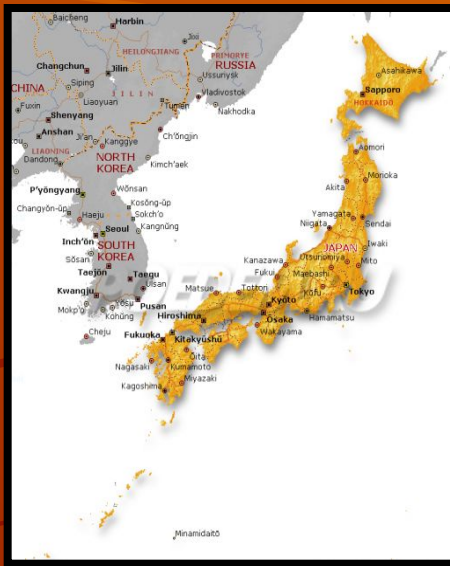 Baicheng
Harbin
Jixi
HEILONGJIANG
PRIMORYE
RUSSIA
Changchun
Jilin
Ussuriysk
Asahikawa
CHINA
Siping
JILIN
Vladivostok
Sapporo
Fuxin
Liaoyuan
Tumen
HOKKAIDO
Shenyang
Nakhodka
Anshan
Ji'an
Kanggye
Ch'ŏngjin
LIAONING
Dandong
NORTH
KOREA
Kimch'aek
Aomori
P'yŏngyang
Wŏnsan
Akita
Morioka
Changyŏn-ŭp
Haeju
Kosŏng-ŭp
Sokch'o
Yamagata
Seoul
Kangnŭng
Niigata
Sendai
Inch'ŏn
SOUTH
KOREA
JAPAN
Iwaki
Sŏsan
Kanazawa
Utsunomiya
Mito
Taejŏn
Taegu
Fukui
Maebashi
Kwangju
Ulsan
Matsue
Tottori
Kōfu
Tokyo
Mokp'o
Yŏsu
Pusan
Kyōto
Kohŭng
Hiroshima
Ōsaka
Hamamatsu
Cheju
Fukuoka
Kitakyūshū
Wakayama
Nagasaki
Ōita
Kumamoto
Kagoshima
Miyazaki
Minamidaitō